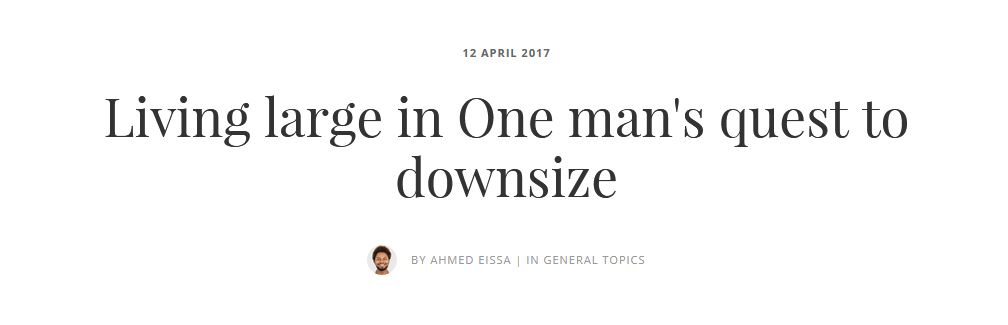 12 APRIL 2017
Living large in One man's quest to
downsize
BY AHMED EISSA | IN GENERAL TOPICS